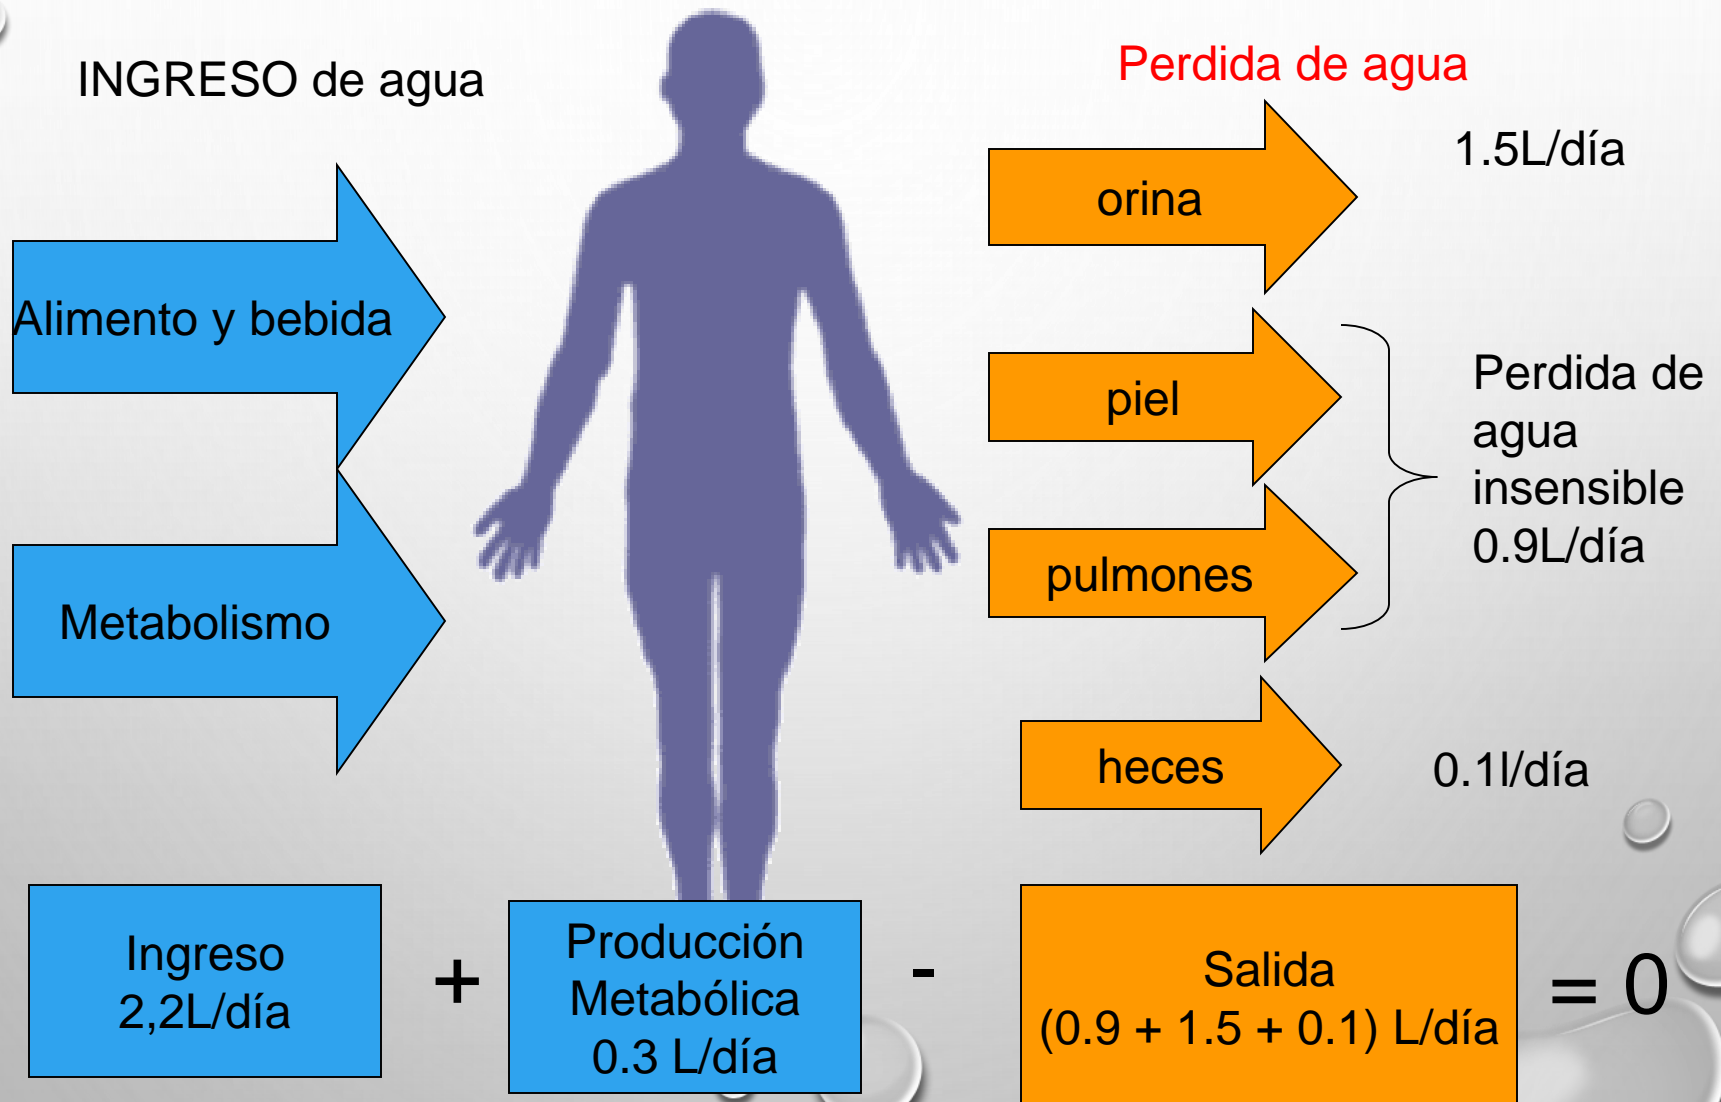 INGRESO de agua
Alimento y bebida
Metabolismo
Perdida de agua
orina
1.5L/día
piel
pulmones
Perdida de
agua
insensible
0.9L/día
heces
0.1l/día
Ingreso
2,2L/día
+
Producción
Metabólica
0.3 L/día
-
Salida
(0.9 + 1.5 + 0.1) L/día
= 0